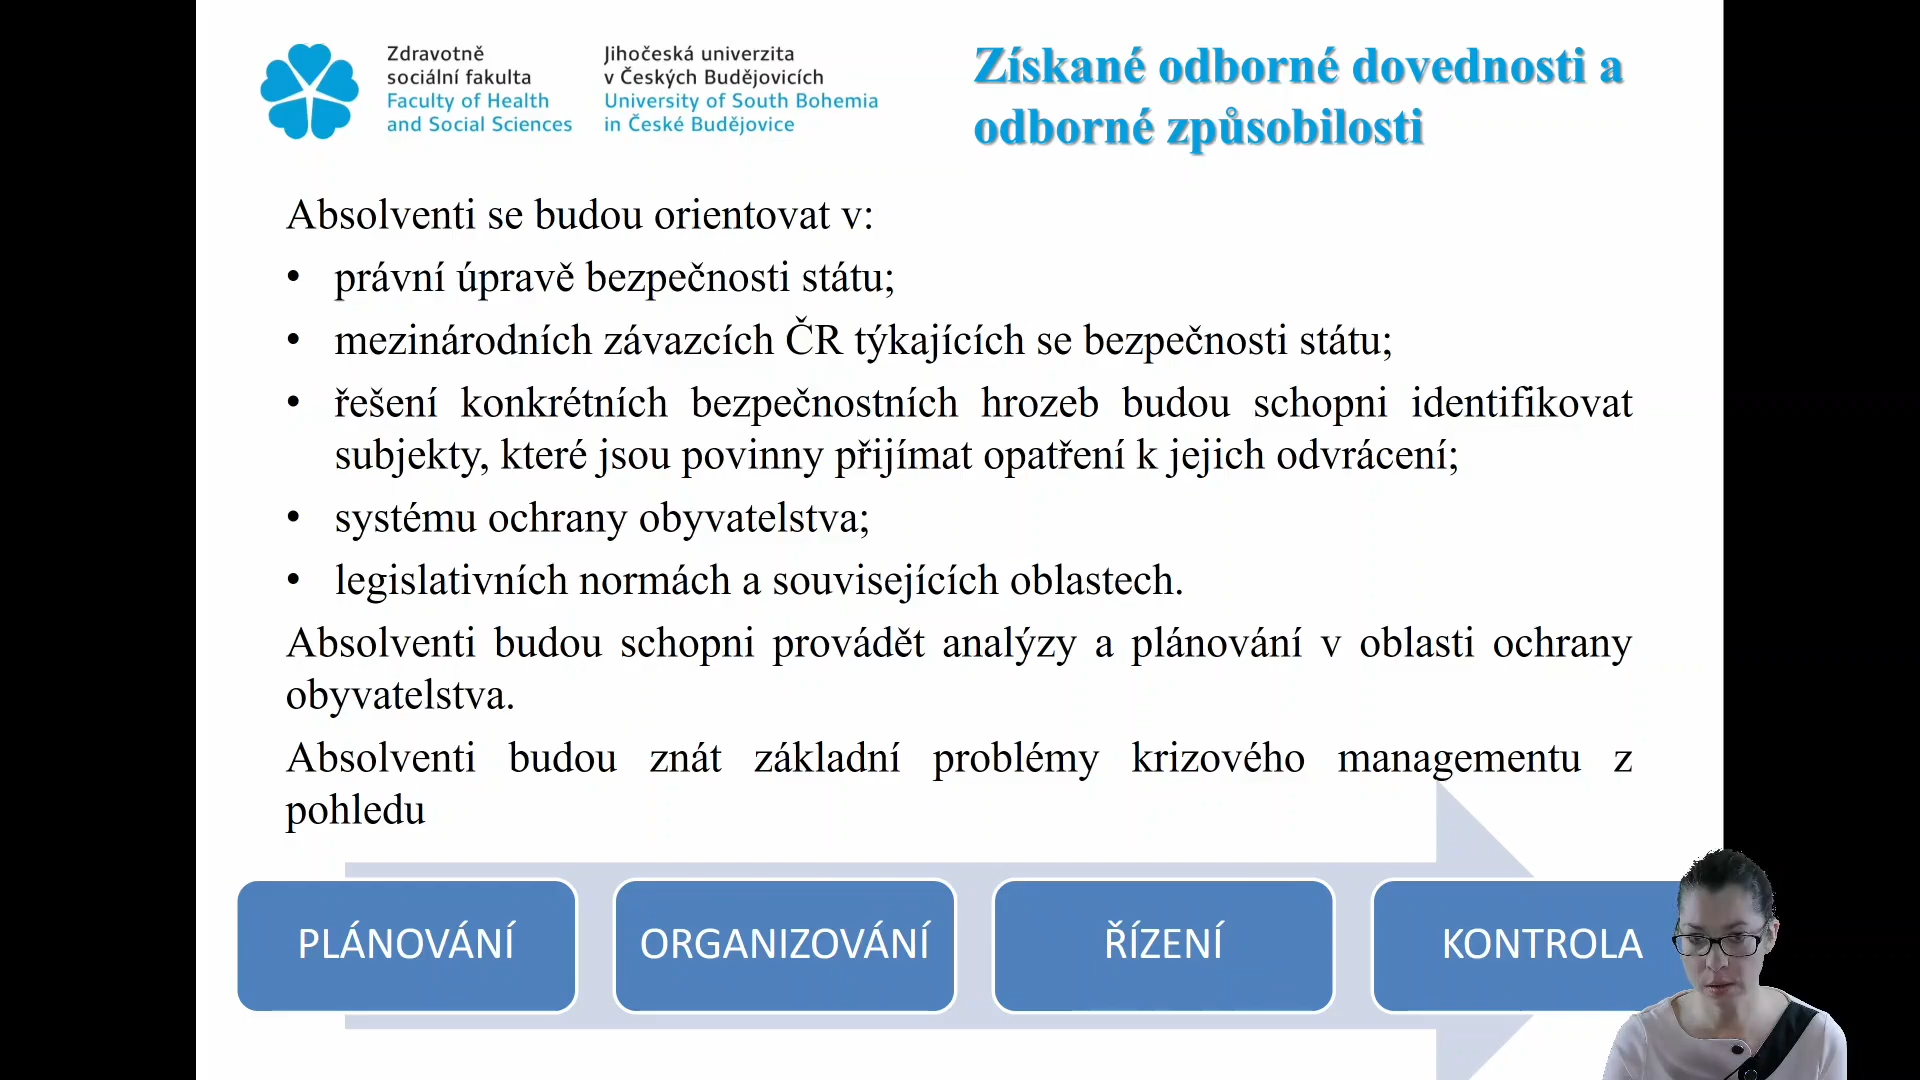 Zdravotně
sociální fakulta
Faculty of Health
and Social Sciences
Jihočeská univerzita
v Českých Budějovicích
University of South Bohemia
in České Budějovice
Získané odborné dovednosti a
odborné způsobilosti
Absolventi se budou orientovat v:
• právní úpravě bezpečnosti státu;
• mezinárodních závazcích ČR týkajících se bezpečnosti státu;
• řešení konkrétních bezpečnostních hrozeb budou schopni identifikovat
subjekty, které jsou povinny přijímat opatření k jejich odvrácení;
• systému ochrany obyvatelstva;
• legislativních normách a souvisejících oblastech.
Absolventi budou schopni provádět analýzy a plánování v oblasti ochrany
obyvatelstva.
Absolventi budou znát základní problémy krizového managementu z
pohledu
PLÁNOVÁNÍ
ORGANIZOVÁNÍ
ŘÍZENÍ
KONTROLA